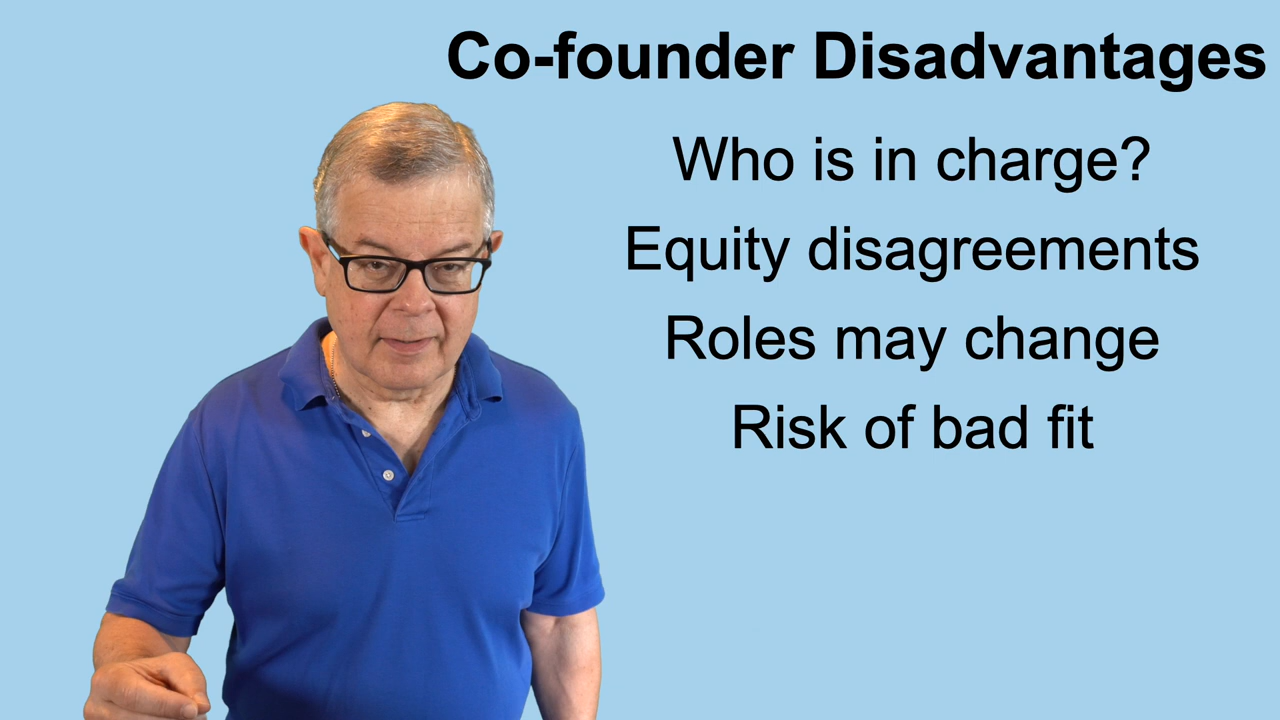 Co-founder Disadvantages
Who is in charge?
Equity disagreements
Roles may change
Risk of bad fit